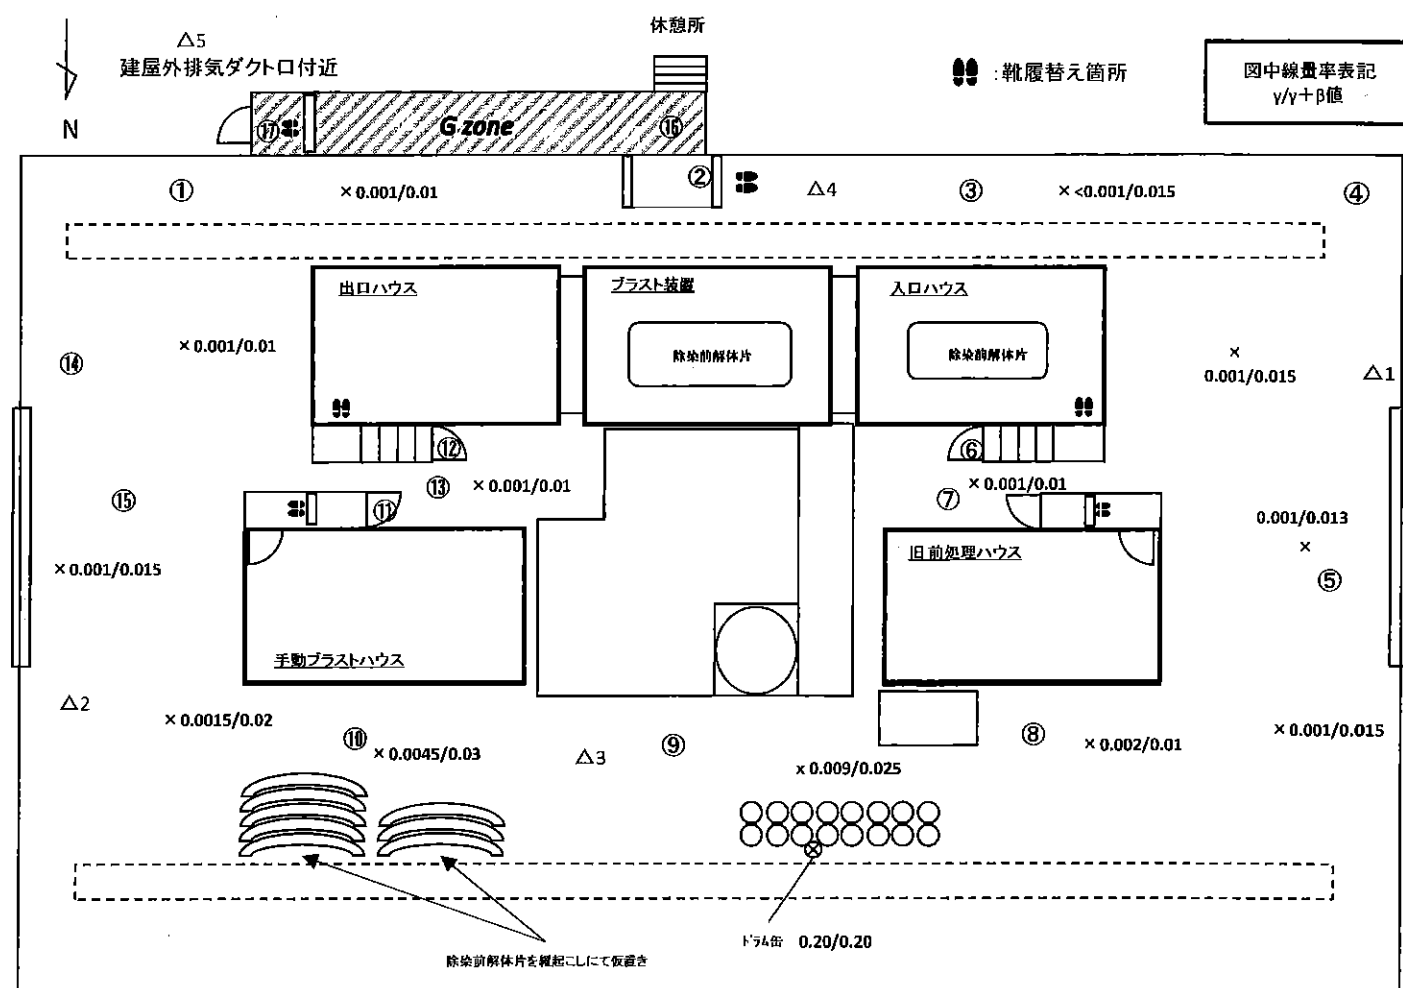 △5
建屋外排気ダクト口付近
休憩所
:靴履替え箇所
図中線量率表記
γ/γ+β値
N
⑰
G zone
⑯
①
×0.001/0.01
②
△4
③
×<0.001/0.015
④
出口ハウス
ブラスト装置
入口ハウス
除染前解体片
除染前解体片
⑭
×0.001/0.01
×
0.001/0.015
△1
⑫
⑥
⑬
×0.001/0.01
⑦
×0.001/0.01
⑮
⑪
0.001/0.013
×
×0.001/0.015
旧前処理ハウス
⑤
手動ブラストハウス
△2
×0.0015/0.02
⑩
×0.0045/0.03
△3
⑨
⑧
×0.002/0.01
×0.001/0.015
x 0.009/0.025
ドラム缶 0.20/0.20
除染前解体片を縦起こしにて仮置き